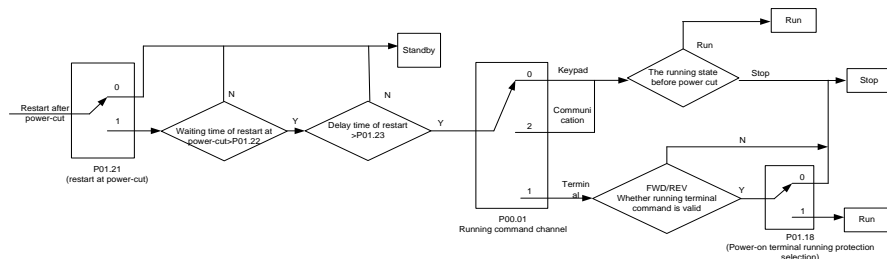 Restart after
power-cut
0
1
P01.21
(restart at power-cut)
N
Waiting time of restart at
power-cut>P01.22
Y
N
Delay time of restart
>P01.23
Y
Standby
0
2
1
P00.01
Running command channel
Keypad
Communi
cation
Termin
al
Run
Run
The running state
before power cut
Stop
Stop
N
FWD/REV
Whether running terminal
command is valid
Y
0
1
P01.18
(Power-on terminal running protection
selection)
Run